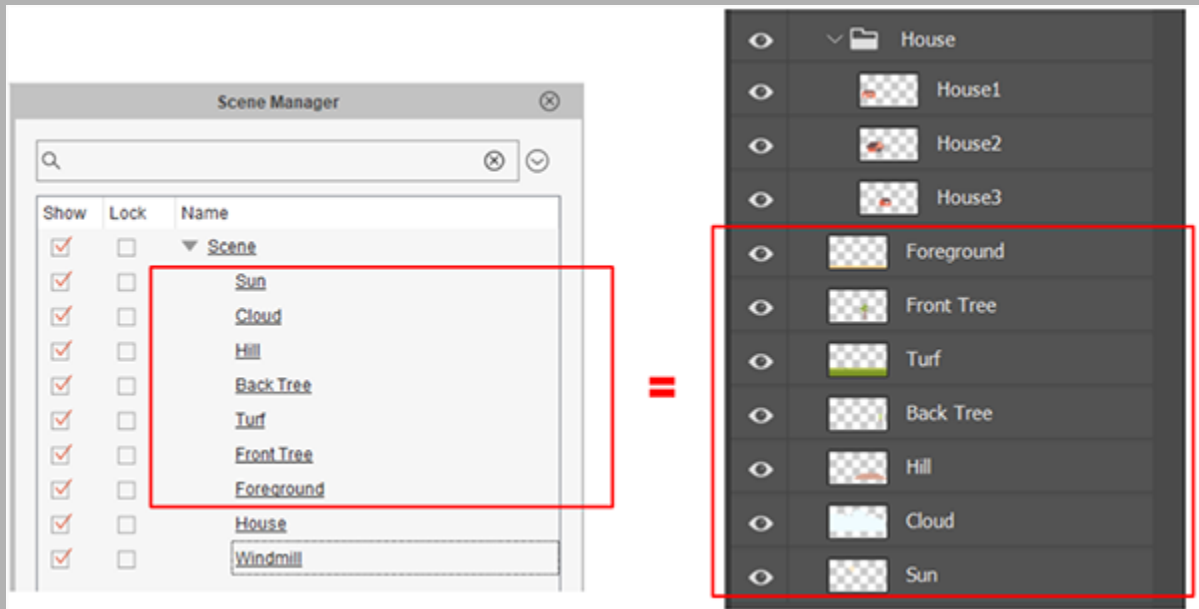 Scene Manager
Show Lock Name
Scene
Sun
Cloud
Hill
Back Tree
Turf
Front Tree
Foreground
House
Windmill
=
House
House1
House2
House3
Foreground
Front Tree
Turf
Back Tree
Hill
Cloud
Sun